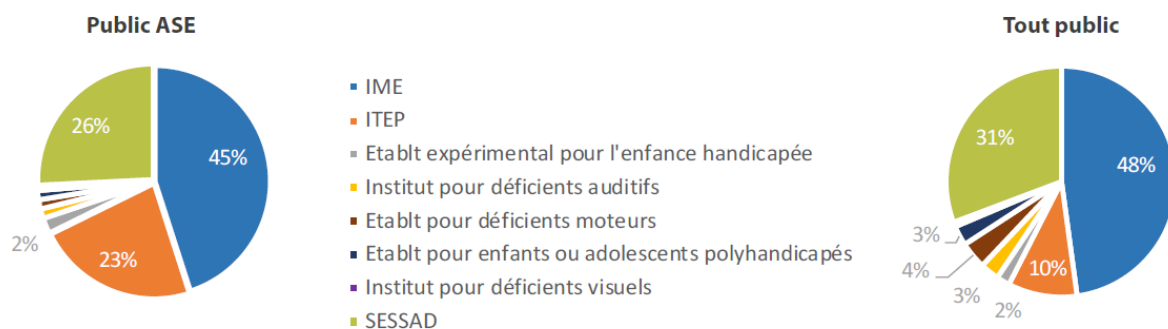 Public ASE
26%
45%
2%
23%
IME
ITEP
Etablt expérimental pour l'enfance handicapée
Institut pour déficients auditifs
Etablt pour déficients moteurs
Etablt pour enfants ou adolescents polyhandicapés
Institut pour déficients visuels
SESSAD
Tout public
31%
48%
3%
4%
10%
3%
2%